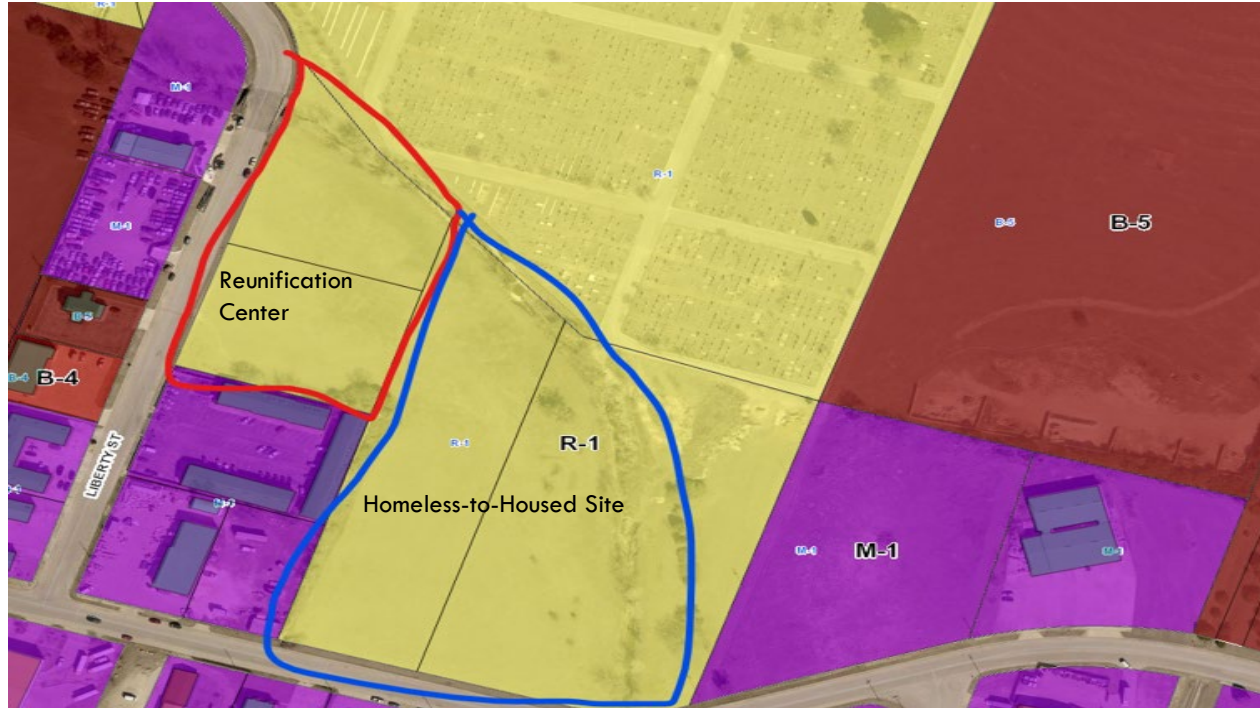 R-1
M-1
R-1
M-1
B-5
B-5
Reunification
Center
B-5
B-4
B-4
R-1
R-1
LIBERTY ST
Homeless-to-Housed Site
M-1
M-1
M-1
M-1